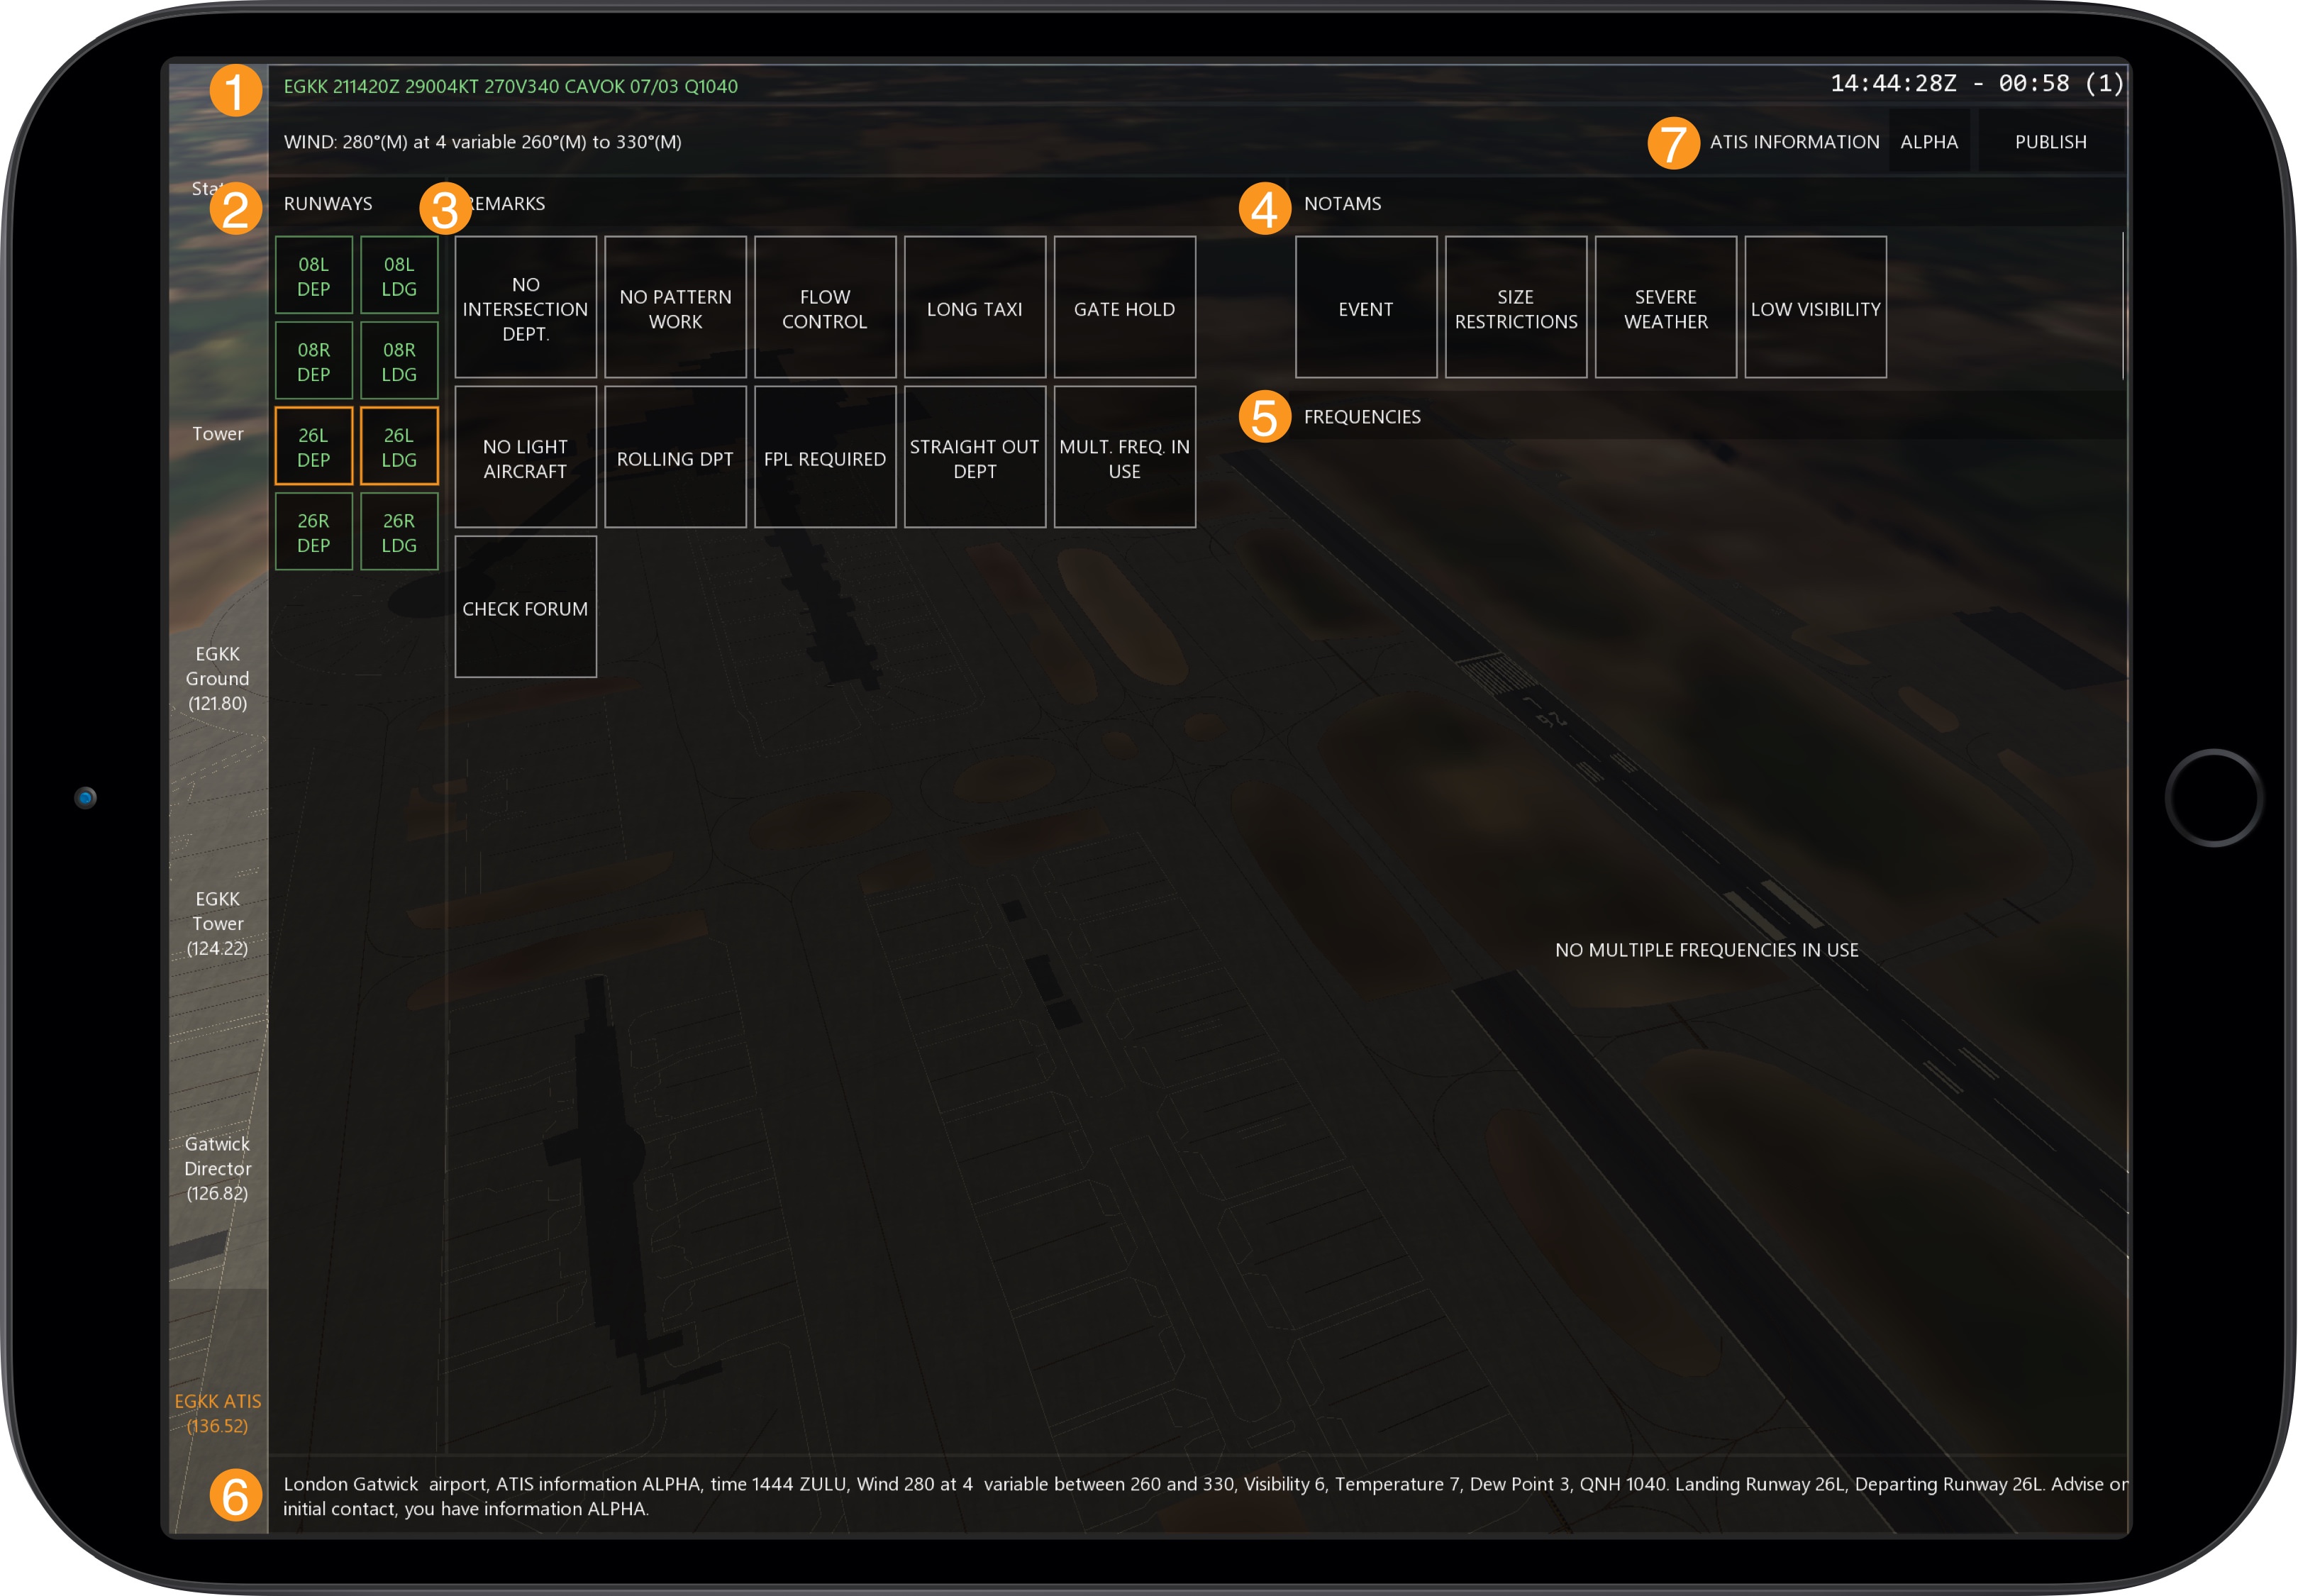 1
EGKK 211420Z 29004KT 270V340 CAVOK 07/03 Q1040
14:44:28Z - 00:58 (1)
WIND: 280°(M) at 4 variable 260°(M) to 330°(M)
7
ATIS INFORMATION
ALPHA
PUBLISH
2
RUNWAYS
3
REMARKS
4
NOTAMS
08L
DEP
08L
LDG
08R
DEP
08R
LDG
26L
DEP
26L
LDG
26R
DEP
26R
LDG
NO
INTERSECTION
DEPT.
NO PATTERN
WORK
FLOW
CONTROL
LONG TAXI
GATE HOLD
NO LIGHT
AIRCRAFT
ROLLING DPT
FPL REQUIRED
STRAIGHT OUT
DEPT
MULT. FREQ. IN
USE
CHECK FORUM
EVENT
SIZE
RESTRICTIONS
SEVERE
WEATHER
LOW VISIBILITY
5
FREQUENCIES
NO MULTIPLE FREQUENCIES IN USE
26L
Tower
EGKK
Ground
(121.80)
EGKK
Tower
(124.22)
Gatwick
Director
(126.82)
EGKK ATIS
(136.52)
6
London Gatwick airport, ATIS information ALPHA, time 1444 ZULU, Wind 280 at 4 variable between 260 and 330, Visibility 6, Temperature 7, Dew Point 3, QNH 1040. Landing Runway 26L, Departing Runway 26L. Advise on
initial contact, you have information ALPHA.